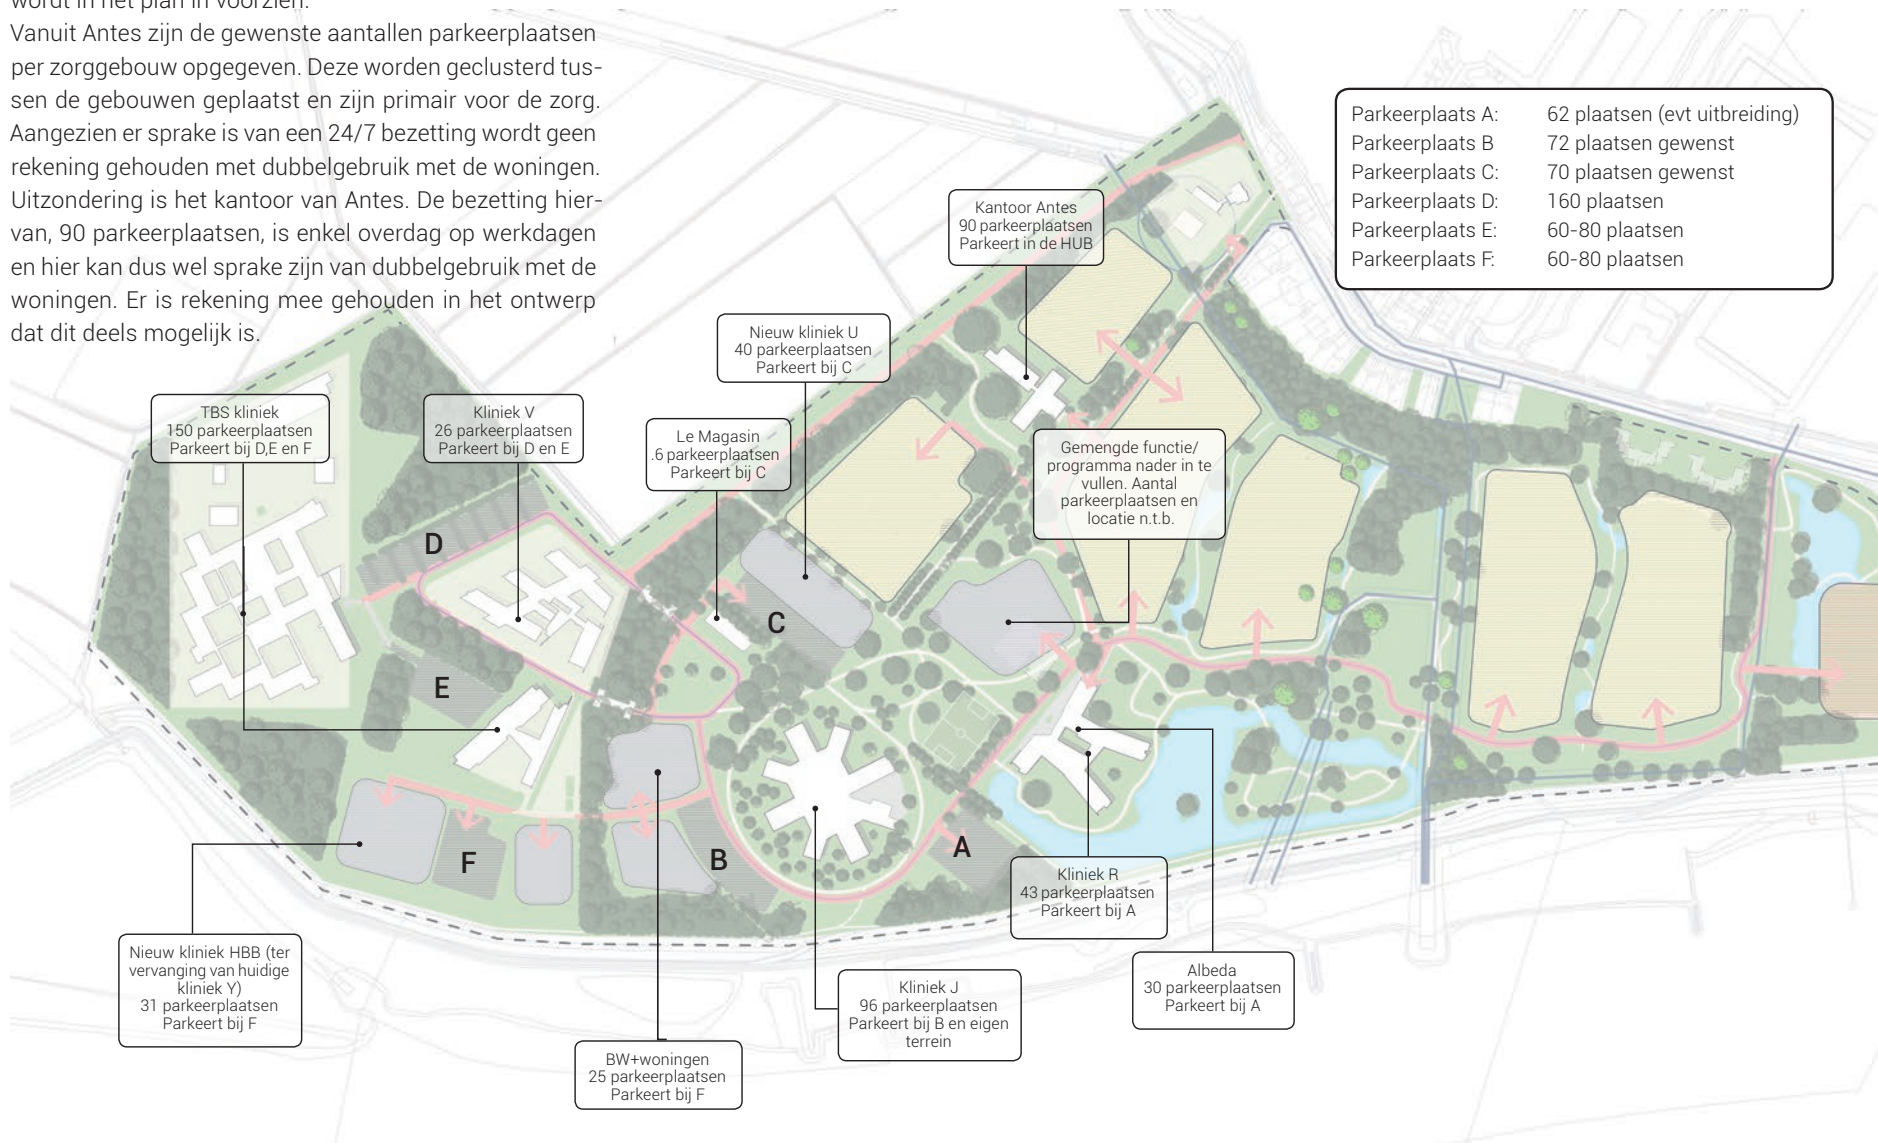 wordt in het plan in voorzien.
Vanuit Antes zijn de gewenste aantallen parkeerplaatsen
per zorggebouw opgegeven. Deze worden geclusterd tus-
sen de gebouwen geplaatst en zijn primair voor de zorg.
Aangezien er sprake is van een 24/7 bezetting wordt geen
rekening gehouden met dubbelgebruik met de woningen.
Uitzondering is het kantoor van Antes. De bezetting hier-
van, 90 parkeerplaatsen, is enkel overdag op werkdagen
en hier kan dus wel sprake zijn van dubbelgebruik met de
woningen. Er is rekening mee gehouden in het ontwerp
dat dit deels mogelijk is.
Parkeerplaats A: 62 plaatsen (evt uitbreiding)
Parkeerplaats B 72 plaatsen gewenst
Parkeerplaats C: 70 plaatsen gewenst
Parkeerplaats D: 160 plaatsen
Parkeerplaats E: 60-80 plaatsen
Parkeerplaats F: 60-80 plaatsen
Kantoor Antes
90 parkeerplaatsen
Parkeert in de HUB
Nieuw kliniek U
40 parkeerplaatsen
Parkeert bij C
TBS kliniek
150 parkeerplaatsen
Parkeert bij D,E en F
Kliniek V
26 parkeerplaatsen
Parkeert bij D en E
Le Magasin
.6 parkeerplaatsen
Parkeert bij C
Gemengde functie/
programma nader in te
vullen. Aantal
parkeerplaatsen en
locatie n.t.b.
D
C
E
F
B
A
Kliniek R
43 parkeerplaatsen
Parkeert bij A
Nieuw kliniek HBB (ter
vervanging van huidige
kliniek Y)
31 parkeerplaatsen
Parkeert bij F
BW+woningen
25 parkeerplaatsen
Parkeert bij F
Kliniek J
96 parkeerplaatsen
Parkeert bij B en eigen
terrein
Albeda
30 parkeerplaatsen
Parkeert bij A